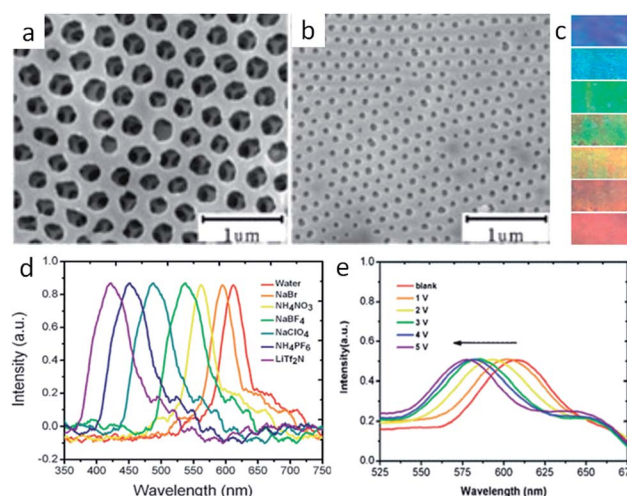 a
b
c
1um
1um
d
Intensity(a.u.)
1.0
0.8
0.6
0.4
0.2
0.0
-0.2
350 400 450 500 550 600 650 700 750
Wavelength (nm)
Water
NaBr
NH4NO3
NaBF4
NaClO4
NH4PF6
LiTf2N
e
Intensity(a.u.)
0.8
0.6
0.4
0.2
0.0
525 550 575 600 625 650 675
Wavelength (nm)
blank
1 V
2 V
3 V
4 V
5 V